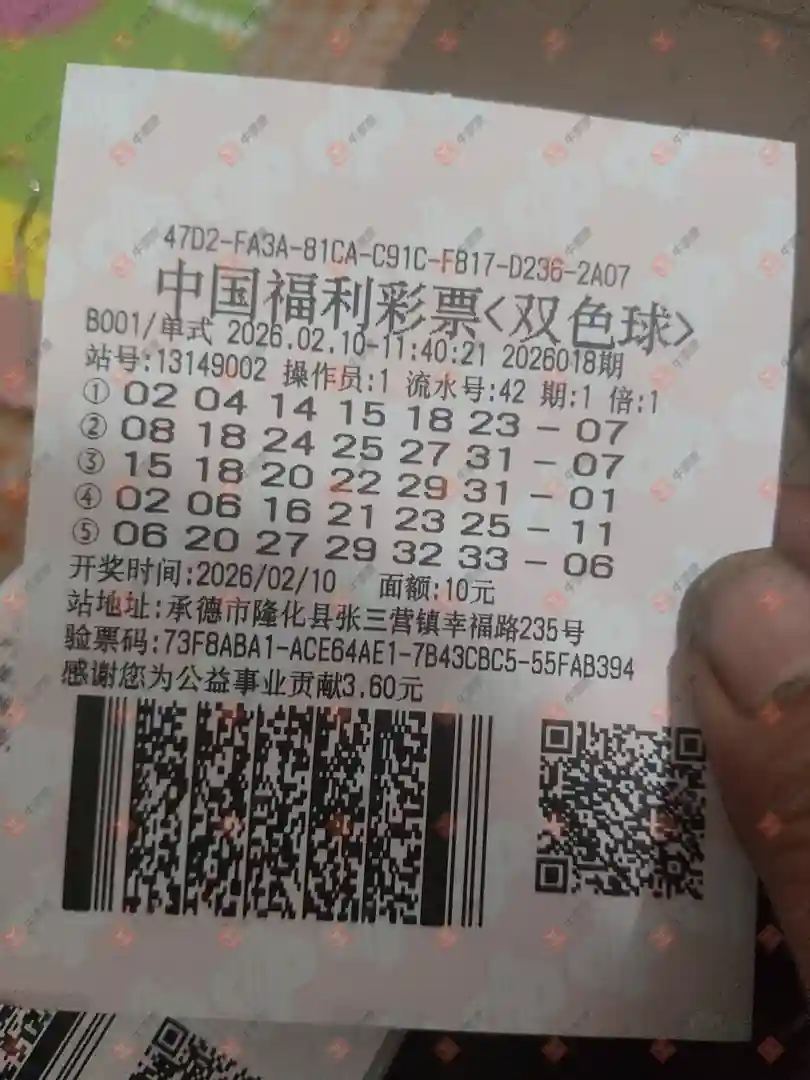 47D2-FA3A-81CA-C91C-F817-D236-2A07
中国福利彩票<双色球>
B001/单式 2026.02.10-11:40:21 2026018期
站号:13149002 操作员:1 流水号:42 期:1 倍:1
① 02 04 14 15 18 23 - 07
② 08 18 24 25 27 31 - 07
③ 15 18 20 22 29 31 - 01
④ 02 06 16 21 23 25 - 11
⑤ 06 20 27 29 32 33 - 06
开奖时间:2026/02/10 面额:10元
站地址:承德市隆化县张三营镇幸福路235号
验票码:73F8ABA1-ACE64AE1-7B43CBC5-55FAB394
感谢您为公益事业贡献3.60元